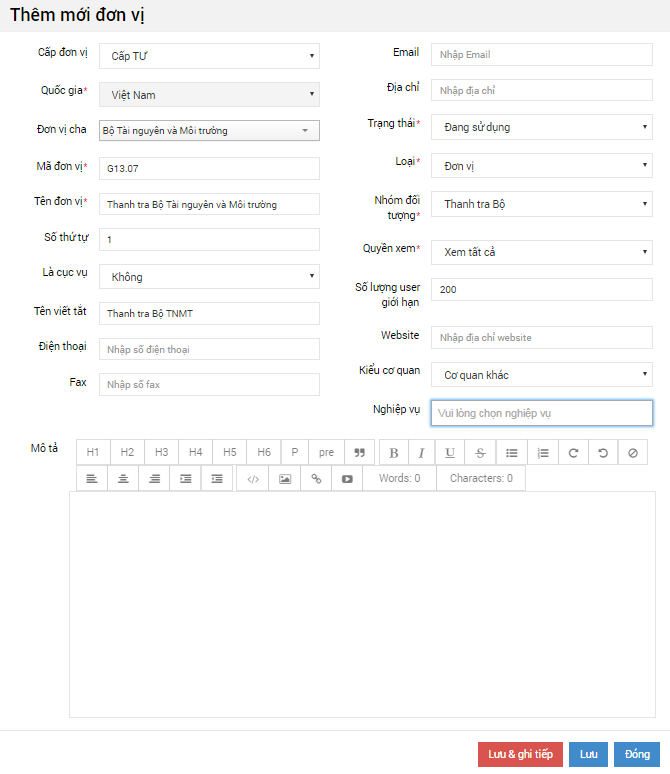 Thêm mới đơn vị
Cấp đơn vị
Cấp TƯ
Quốc gia*
Việt Nam
Đơn vị cha
Bộ Tài nguyên và Môi trường
Mã đơn vị*
G13.07
Tên đơn vị*
Thanh tra Bộ Tài nguyên và Môi trường
Số thứ tự
1
Là cục vụ
Không
Tên viết tắt
Thanh tra Bộ TNMT
Điện thoại
Nhập số điện thoại
Fax
Nhập số fax
Email
Nhập Email
Địa chỉ
Nhập địa chỉ
Trạng thái*
Đang sử dụng
Loại*
Đơn vị
Nhóm đối
tượng*
Thanh tra Bộ
Quyền xem*
Xem tất cả
Số lượng user
giới hạn
200
Website
Nhập địa chỉ website
Kiểu cơ quan
Cơ quan khác
Nghiệp vụ
Vui lòng chọn nghiệp vụ
Mô tả
H1 H2 H3 H4 H5 H6 P pre B I U S
Words: 0 Characters: 0
Lưu & ghi tiếp Lưu Đóng